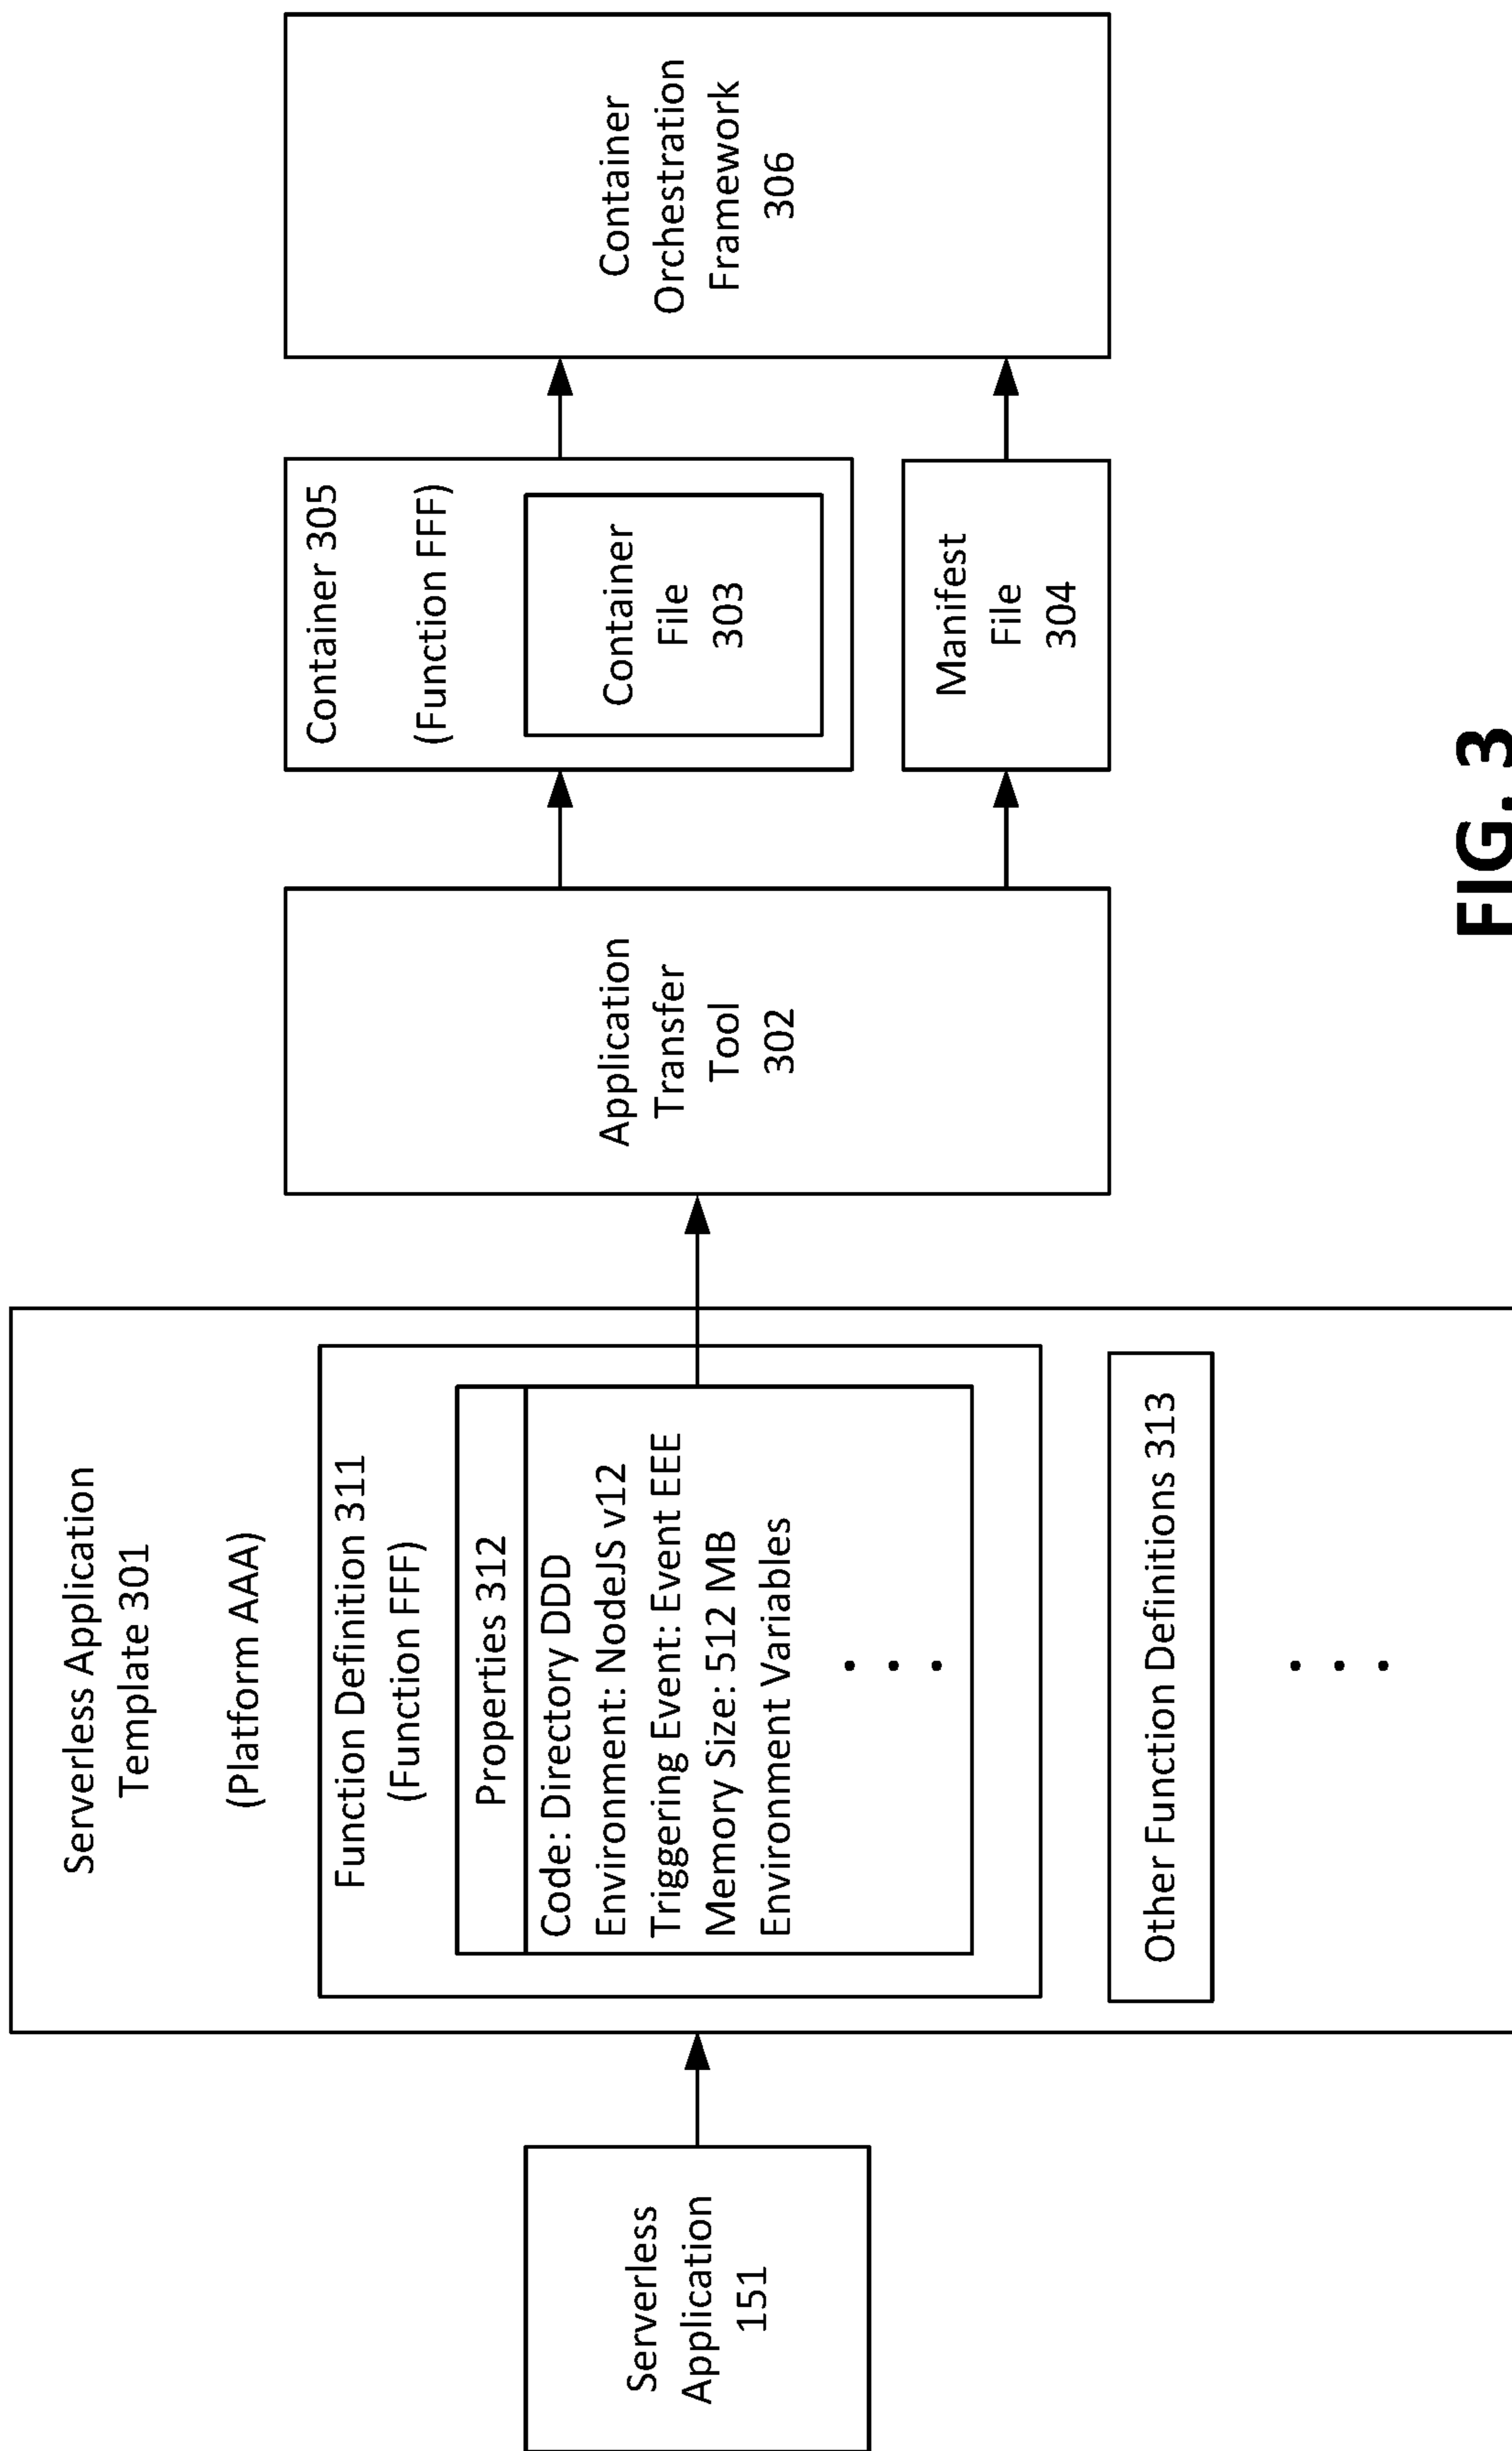 Serverless
Application
151
Serverless Application
Template 301
(Platform AAA)
Function Definition 311
(Function FFF)
Properties 312
Code: Directory DDD
Environment: NodeJS v12
Triggering Event: Event EEE
Memory Size: 512 MB
Environment Variables
Other Function Definitions 313
Application
Transfer
Tool
302
Container 305
(Function FFF)
Container
File
303
Manifest
File
304
Container
Orchestration
Framework
306
FIG. 3